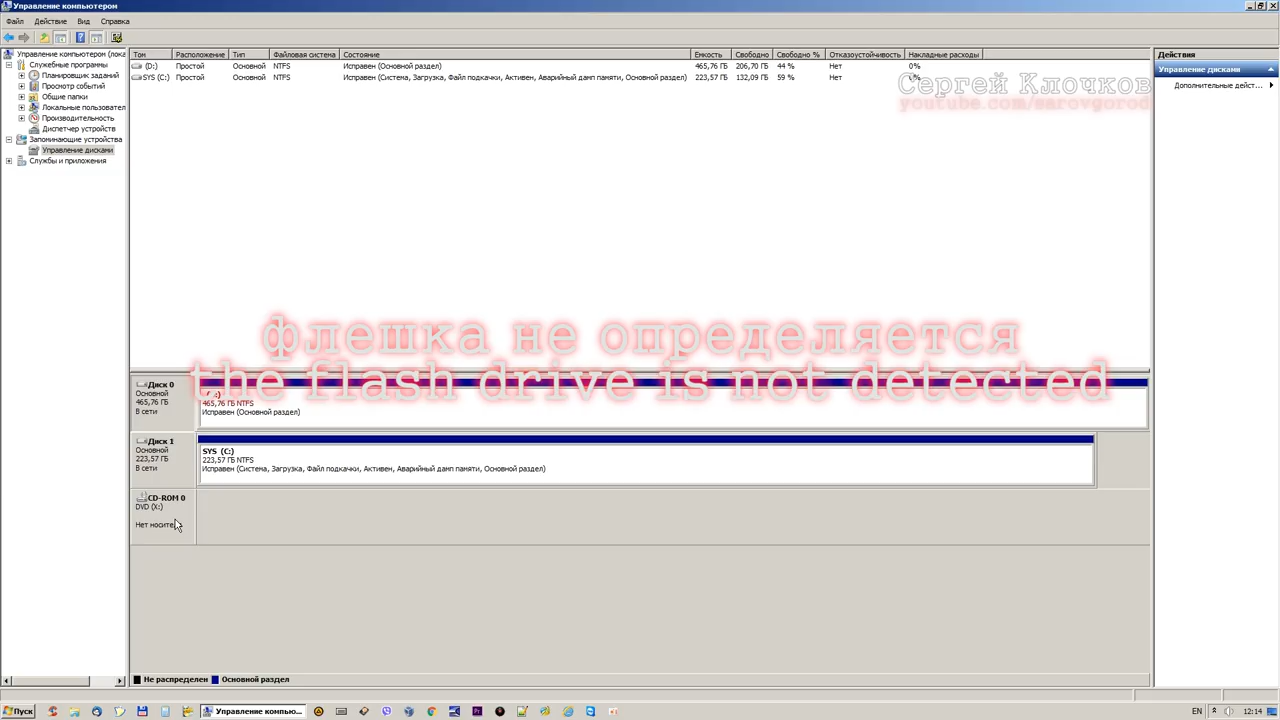 Управление компьютером
Файл Действие Вид Справка
Управление компьютером (лока
Служебные программы
Планировщик заданий
Просмотр событий
Общие папки
Локальные пользовател
Производительность
Диспетчер устройств
Запоминающие устройства
Управление дисками
Службы и приложения
Том Расположение Тип Файловая система Состояние Емкость Свободно Свободно % Отказоустойчивость Накладные расходы
(D:) Простой Основной NTFS Исправен (Основной раздел) 465,76 ГБ 206,70 ГБ 44 % Нет 0%
SYS (C:) Простой Основной NTFS Исправен (Система, Загрузка, Файл подкачки, Активен, Аварийный дамп памяти, Основной раздел) 223,57 ГБ 132,09 ГБ 59 % Нет
Действия
Управление дисками
Дополнительные дейст...
Сергей Клочков
youtube.com/sarovgorod
флешка не определяется
the flash drive is not detected
Диск 0
Основной
465,76 ГБ
В сети
465,76 ГБ NTFS
Исправен (Основной раздел)
Диск 1
Основной
223,57 ГБ
В сети
SYS (C:)
223,57 ГБ NTFS
Исправен (Система, Загрузка, Файл подкачки, Активен, Аварийный дамп памяти, Основной раздел)
CD-ROM 0
DVD (X:)
Нет носите
Не распределен Основной раздел
Пуск
Управление компью...
EN
12:14